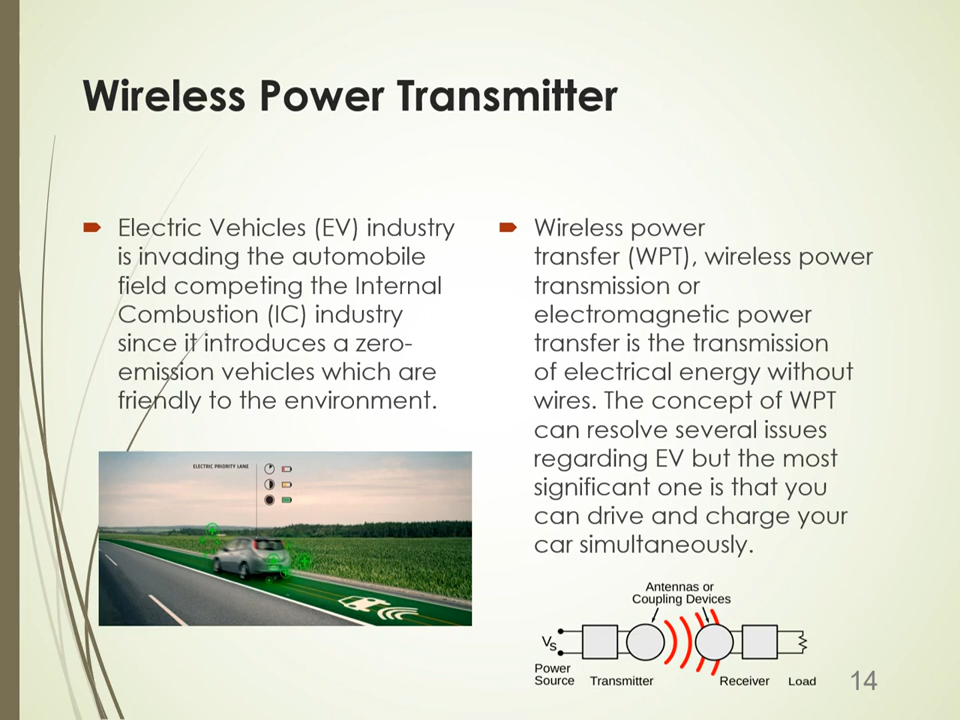 Wireless Power Transmitter
Electric Vehicles (EV) industry
is invading the automobile
field competing the Internal
Combustion (IC) industry
since it introduces a zero-
emission vehicles which are
friendly to the environment.
ELECTRIC PRIORITY LANE
Wireless power
transfer (WPT), wireless power
transmission or
electromagnetic power
transfer is the transmission
of electrical energy without
wires. The concept of WPT
can resolve several issues
regarding EV but the most
significant one is that you
can drive and charge your
car simultaneously.
Antennas or
Coupling Devices
VS
Power
Source
Transmitter
Receiver
Load
14